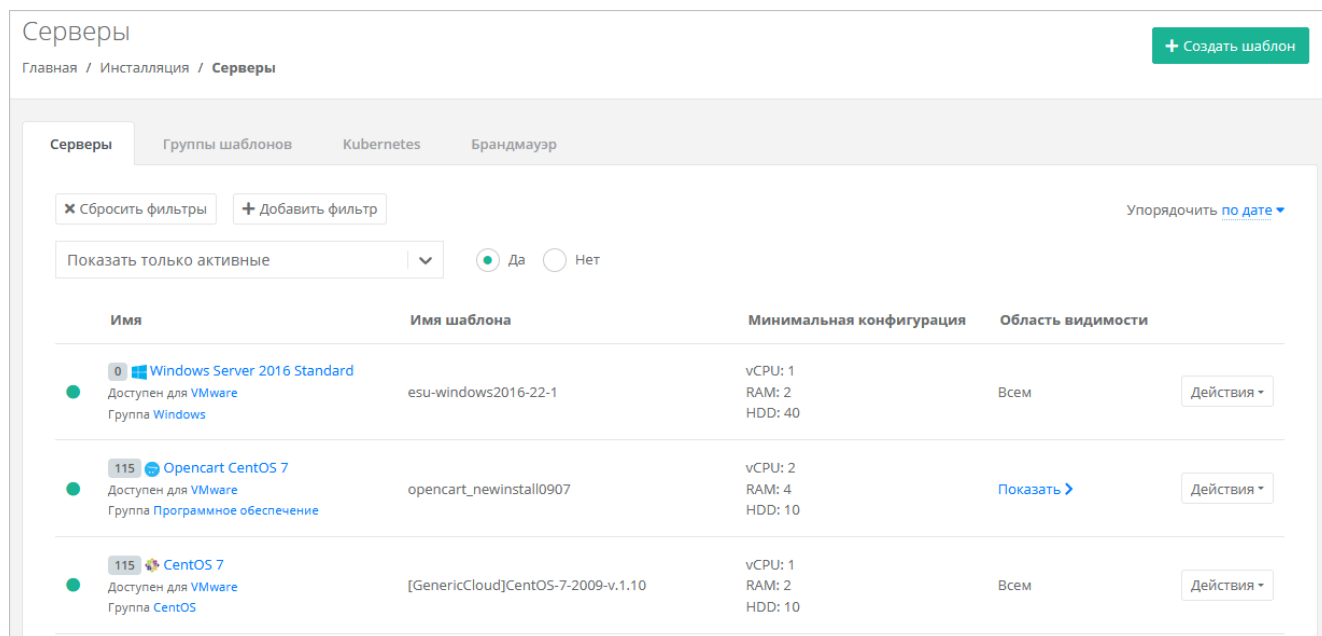 Серверы
+ Создать шаблон
Главная / Инсталляция / Серверы
Серверы Группы шаблонов Kubernetes Брандмауэр
Сбросить фильтры + Добавить фильтр Упорядочить по дате
Показать только активные Да Нет
Имя Имя шаблона Минимальная конфигурация Область видимости
0 Windows Server 2016 Standard
Доступен для VMware
Группа Windows
esu-windows2016-22-1
vCPU: 1
RAM: 2
HDD: 40
Всем
Действия
115 Opencart CentOS 7
Доступен для VMware
Группа Программное обеспечение
opencart_newinstall0907
vCPU: 2
RAM: 4
HDD: 10
Показать
Действия
115 CentOS 7
Доступен для VMware
Группа CentOS
[GenericCloud]CentOS-7-2009-v.1.10
vCPU: 1
RAM: 2
HDD: 10
Всем
Действия